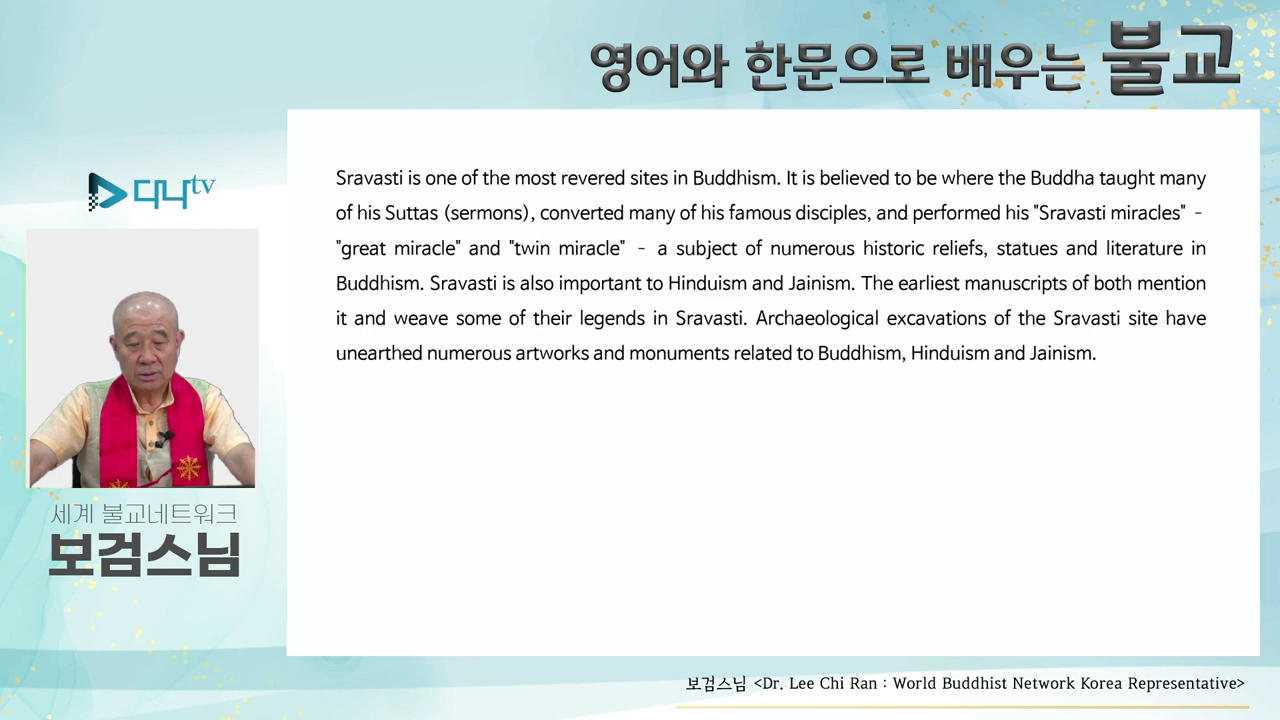 영어와 한문으로 배우는 불교
다나tv
Sravasti is one of the most revered sites in Buddhism. It is believed to be where the Buddha taught many
of his Suttas (sermons), converted many of his famous disciples, and performed his "Sravasti miracles" -
"great miracle" and "twin miracle" - a subject of numerous historic reliefs, statues and literature in
Buddhism. Sravasti is also important to Hinduism and Jainism. The earliest manuscripts of both mention
it and weave some of their legends in Sravasti. Archaeological excavations of the Sravasti site have
unearthed numerous artworks and monuments related to Buddhism, Hinduism and Jainism.
세계 불교네트워크
보검스님
보검스님 <Dr. Lee Chi Ran : World Buddhist Network Korea Representative>